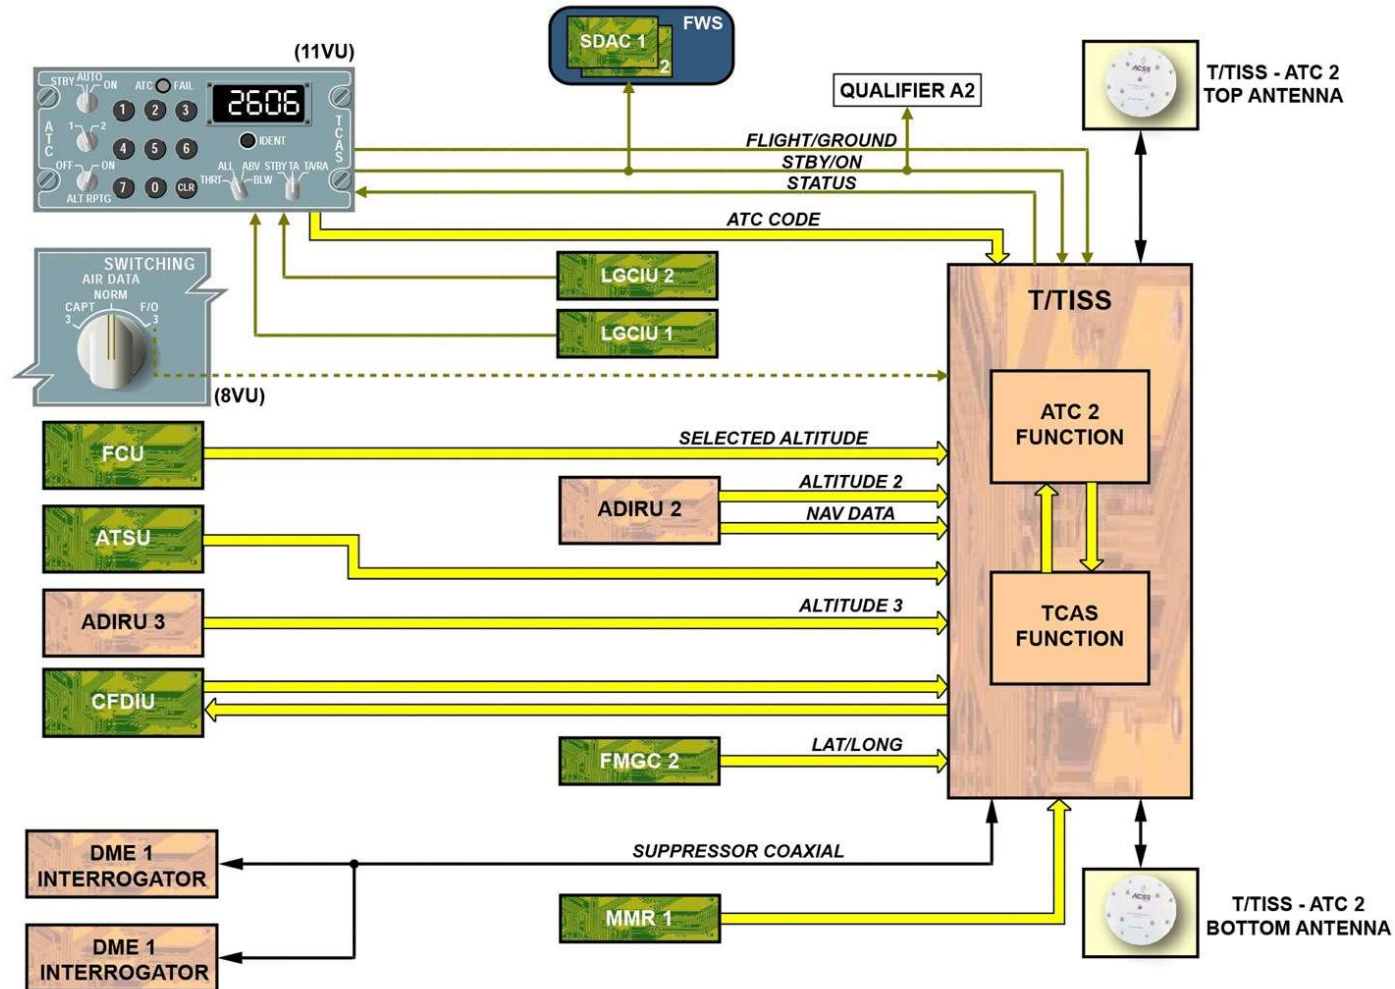 (11VU)
STBY AUTO ON
ATC FAIL
2606
1 2 3
IDENT
ATC
TCAS
1 2
4 5 6
OFF ON
ALT RPTG
7 0 CLR
ALL ABV
THRT BLW
STBY TA TA/RA
SDAC 1
2
FWS
QUALIFIER A2
FLIGHT/GROUND
STBY/ON
STATUS
ATC CODE
T/TISS - ATC 2
TOP ANTENNA
ACSS
SWITCHING
AIR DATA
NORM
CAPT F/O
3 3
(8VU)
LGCIU 2
LGCIU 1
T/TISS
ATC 2
FUNCTION
TCAS
FUNCTION
FCU
SELECTED ALTITUDE
ADIRU 2
ALTITUDE 2
NAV DATA
ATSU
ADIRU 3
ALTITUDE 3
CFDIU
FMGC 2
LAT/LONG
DME 1
INTERROGATOR
SUPPRESSOR COAXIAL
DME 1
INTERROGATOR
MMR 1
ACSS
T/TISS - ATC 2
BOTTOM ANTENNA